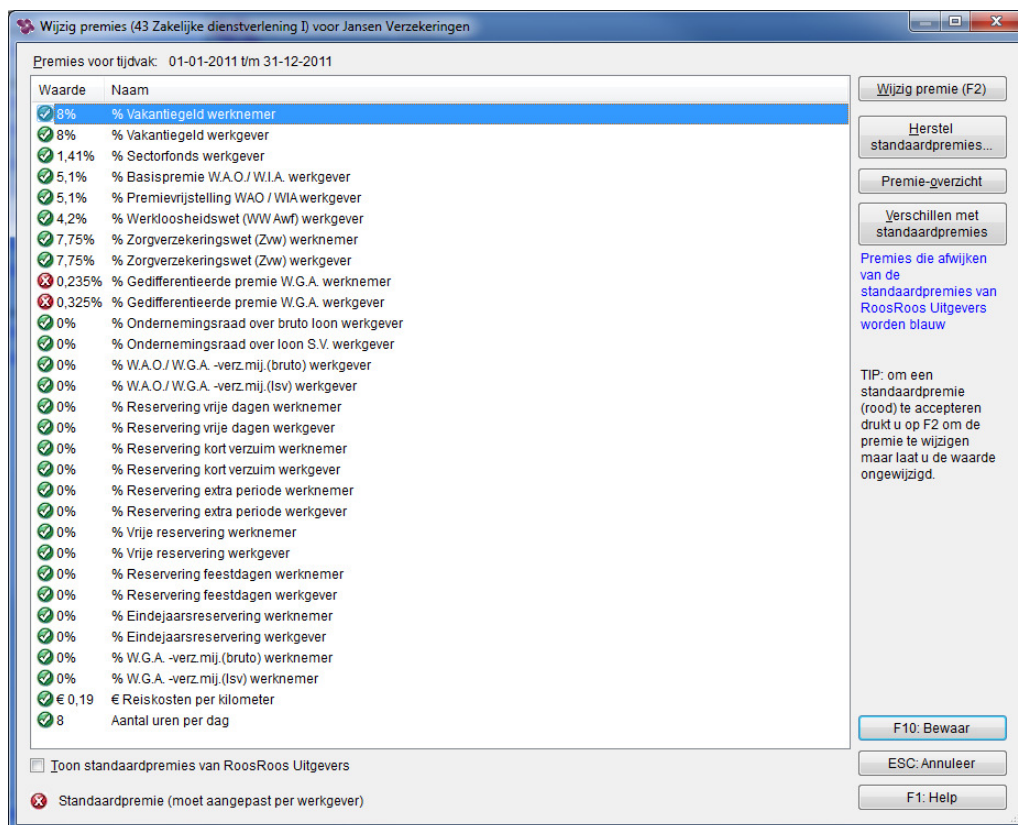 Wijzig premies (43 Zakelijke dienstverlening I) voor Jansen Verzekeringen
Premies voor tijdvak: 01-01-2011 t/m 31-12-2011
Waarde Naam
8% % Vakantiegeld werknemer
8% % Vakantiegeld werkgever
1,41% % Sectorfonds werkgever
5,1% % Basispremie W.A.O./ W.I.A. werkgever
5,1% % Premievrijstelling WAO / WIA werkgever
4,2% % Werkloosheidswet (WW Awf) werkgever
7,75% % Zorgverzekeringswet (Zvw) werknemer
7,75% % Zorgverzekeringswet (Zvw) werkgever
0,235% % Gedifferentieerde premie W.G.A. werknemer
0,325% % Gedifferentieerde premie W.G.A. werkgever
0% % Ondernemingsraad over bruto loon werkgever
0% % Ondernemingsraad over loon S.V. werkgever
0% % W.A.O./ W.G.A. -verz.mij.(bruto) werkgever
0% % W.A.O./ W.G.A. -verz.mij.(lsv) werkgever
0% % Reservering vrije dagen werknemer
0% % Reservering vrije dagen werkgever
0% % Reservering kort verzuim werknemer
0% % Reservering kort verzuim werkgever
0% % Reservering extra periode werknemer
0% % Reservering extra periode werkgever
0% % Vrije reservering werknemer
0% % Vrije reservering werkgever
0% % Reservering feestdagen werknemer
0% % Reservering feestdagen werkgever
0% % Eindejaarsreservering werknemer
0% % Eindejaarsreservering werkgever
0% % W.G.A. -verz.mij.(bruto) werknemer
0% % W.G.A. -verz.mij.(lsv) werknemer
€ 0,19 € Reiskosten per kilometer
8 Aantal uren per dag
Toon standaardpremies van RoosRoos Uitgevers
Standaardpremie (moet aangepast per werkgever)
Wijzig premie (F2)
Herstel
standaardpremies...
Premie-overzicht
Verschillen met
standaardpremies
Premies die afwijken
van de
standaardpremies van
RoosRoos Uitgevers
worden blauw
TIP: om een
standaardpremie
(rood) te accepteren
drukt u op F2 om de
premie te wijzigen
maar laat u de waarde
ongewijzigd.
F10: Bewaar
ESC: Annuleer
F1: Help